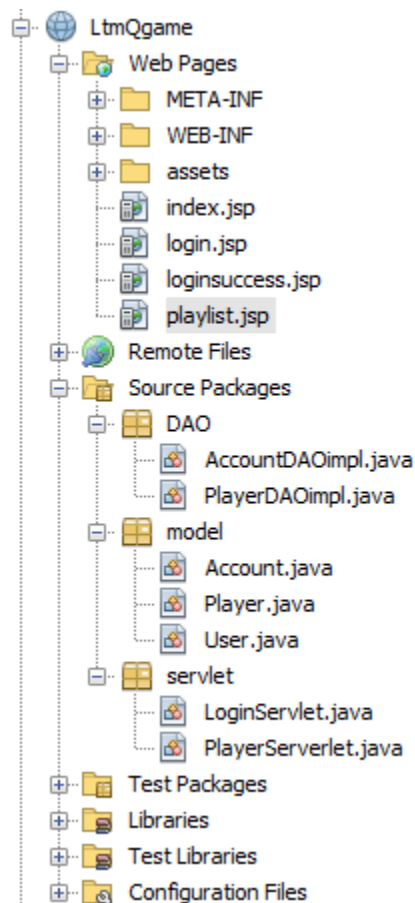 LtmQgame
Web Pages
META-INF
WEB-INF
assets
index.jsp
login.jsp
loginsuccess.jsp
playlist.jsp
Remote Files
Source Packages
DAO
AccountDAOimpl.java
PlayerDAOimpl.java
model
Account.java
Player.java
User.java
servlet
LoginServlet.java
PlayerServerlet.java
Test Packages
Libraries
Test Libraries
Configuration Files